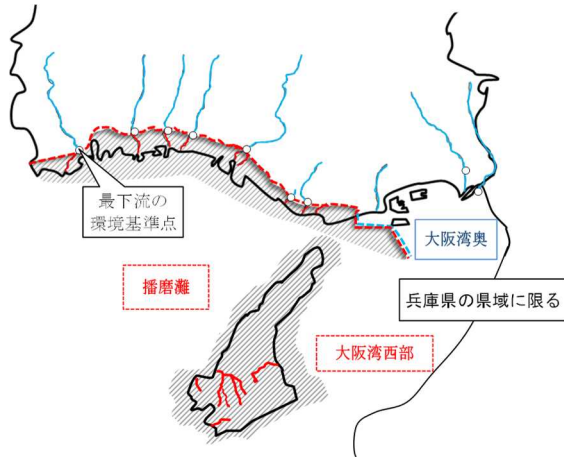 最下流の
環境基準点
大阪湾奥
播磨灘
兵庫県の県域に限る
大阪湾西部